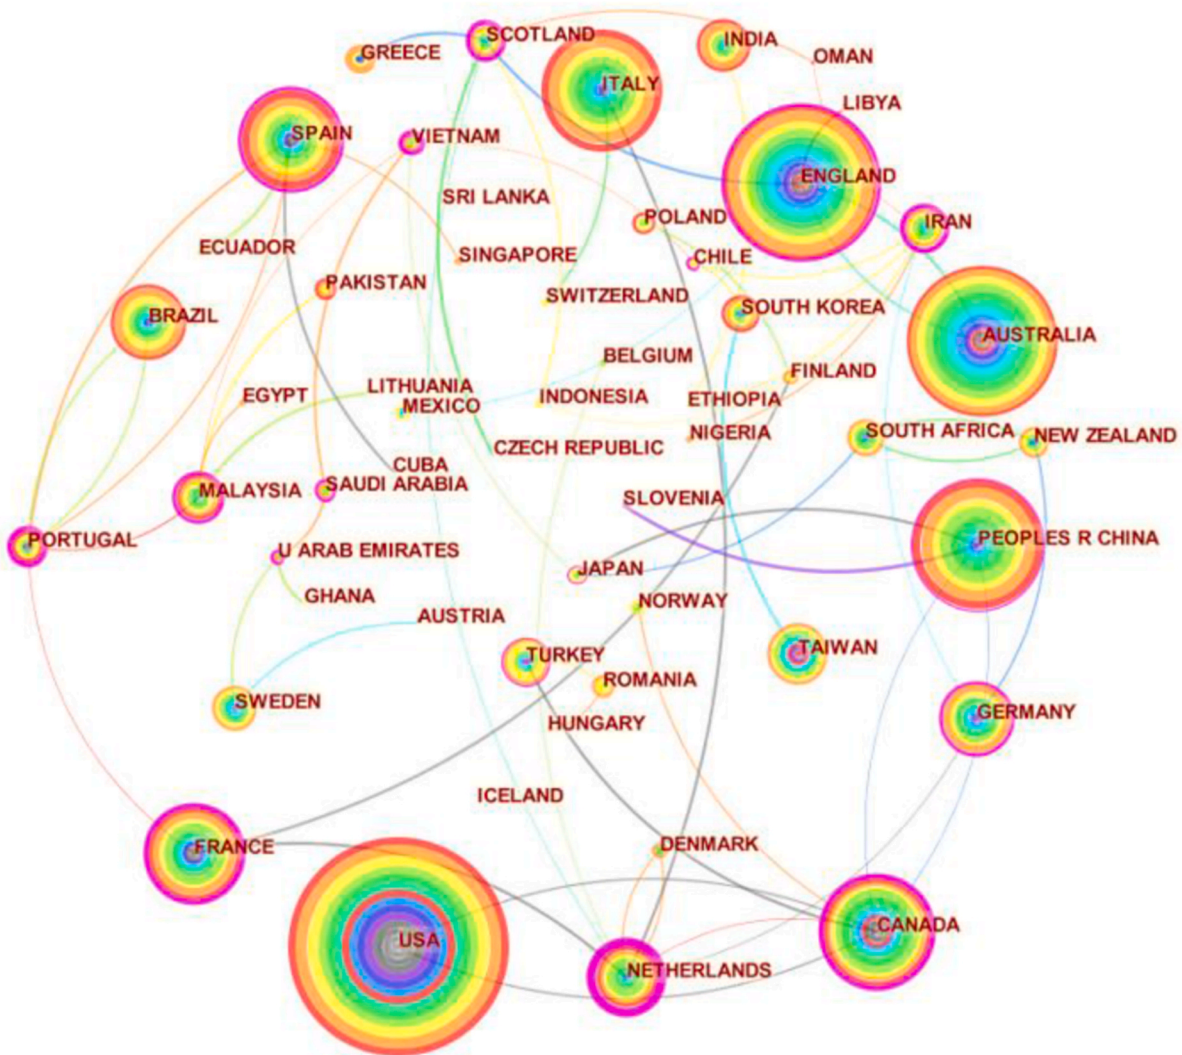 SCOTLAND
INDIA
GREECE
OMAN
ITALY
LIBYA
SPAIN
VIETNAM
ENGLAND
SRI LANKA
POLAND
IRAN
ECUADOR
SINGAPORE
CHILE
PAKISTAN
SWITZERLAND
SOUTH KOREA
BRAZIL
AUSTRALIA
BELGIUM
FINLAND
LITHUANIA
EGYPT
INDONESIA
ETHIOPIA
MEXICO
NIGERIA
SOUTH AFRICA
NEW ZEALAND
CZECH REPUBLIC
CUBA
SAUDI ARABIA
MALAYSIA
SLOVENIA
PORTUGAL
PEOPLES R CHINA
U ARAB EMIRATES
JAPAN
GHANA
NORWAY
AUSTRIA
TURKEY
TAIWAN
ROMANIA
SWEDEN
GERMANY
HUNGARY
ICELAND
FRANCE
DENMARK
CANADA
USA
NETHERLANDS